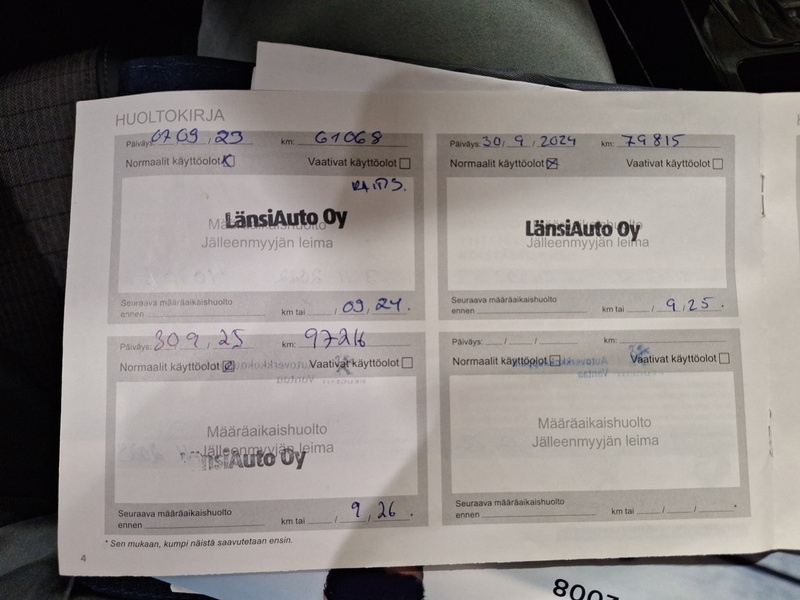 HUOLTOKIRJA
Päiväys: 07 09 , 23 km: 61068
Normaalit käyttöolot Vaativat käyttöolot
LänsiAuto Oy
Määräaikaishuolto
Jälleenmyyjän leima
Seuraava määräaikaishuolto
ennen km tai / 09 , 24 .
Päiväys: 30 , 9 , 2024 km: 79815
Normaalit käyttöolot Vaativat käyttöolot
LänsiAuto Oy
Määräaikaishuolto
Jälleenmyyjän leima
Seuraava määräaikaishuolto
ennen km tai / 9 , 25 .
Päiväys: 30 9 , 25 km: 97216
Normaalit käyttöolot Vaativat käyttöolot
Määräaikaishuolto
Jälleenmyyjän leima
LänsiAuto Oy
Seuraava määräaikaishuolto
ennen km tai / 9 , 26 .
Päiväys: / / km:
Normaalit käyttöolot Vaativat käyttöolot
Määräaikaishuolto
Jälleenmyyjän leima
Seuraava määräaikaishuolto
ennen km tai / / *
* Sen mukaan, kumpi näistä saavutetaan ensin.
4